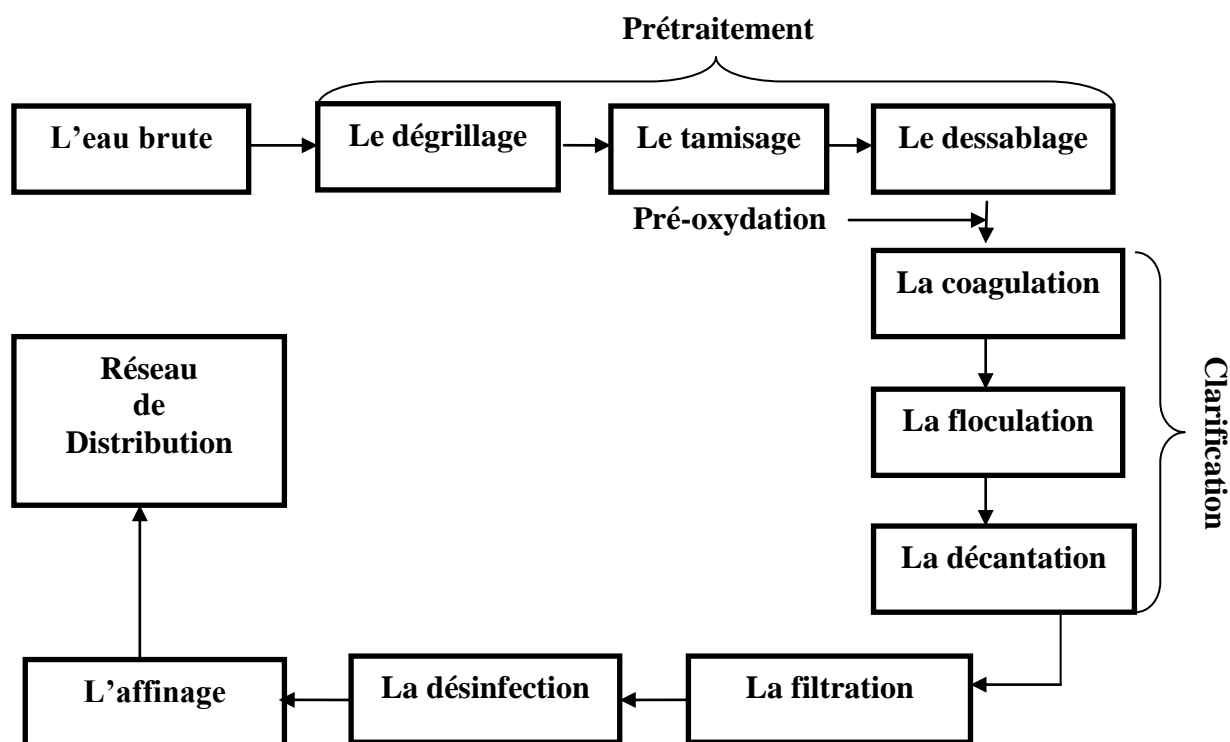 Prétraitement
L'eau brute
Le dégrillage
Le tamisage
Le dessablage
Pré-oxydation
La coagulation
La floculation
La décantation
Clarification
La filtration
La désinfection
L'affinage
Réseau
de
Distribution